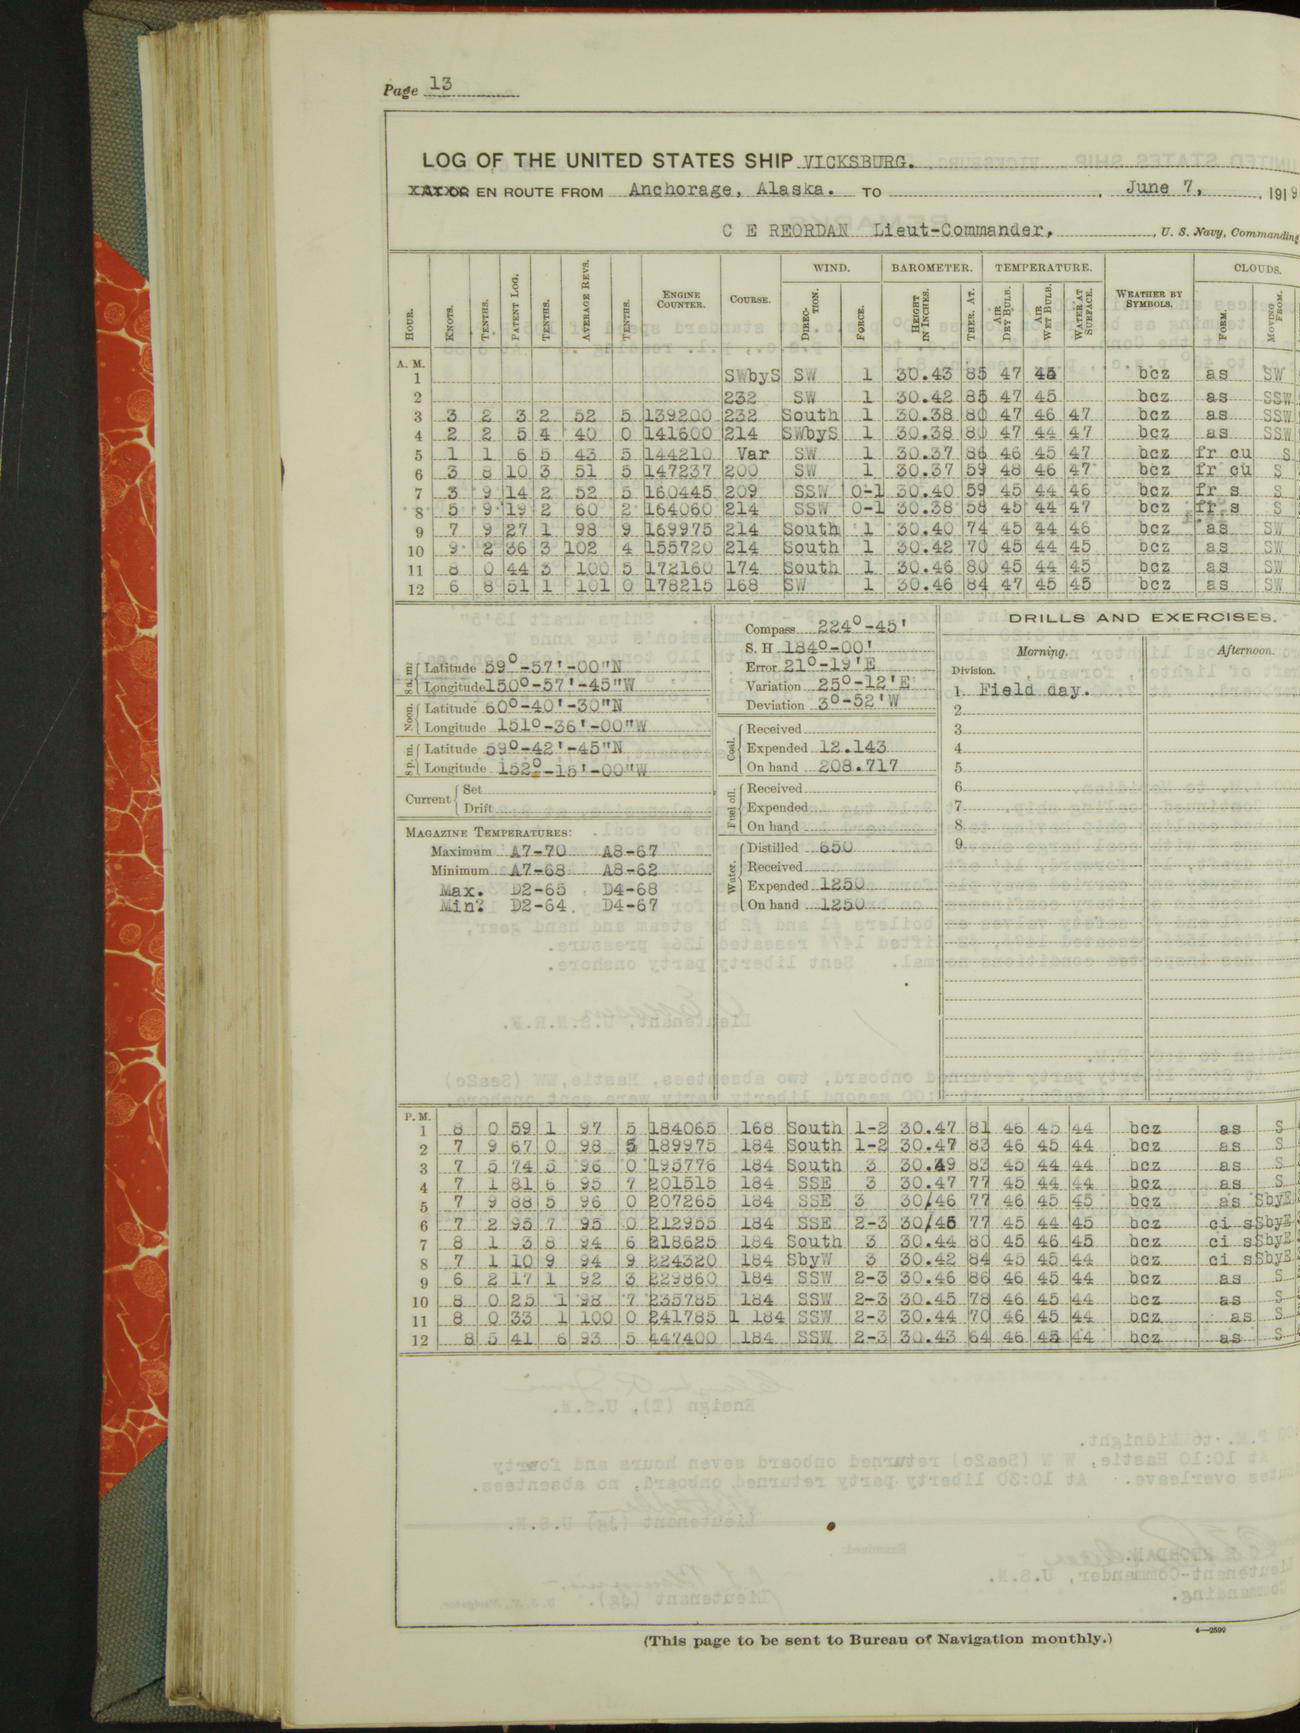 Page 13
LOG OF THE UNITED STATES SHIP VICKSBURG.
XAXXOR EN ROUTE FROM Anchorage, Alaska. TO , June 7, , 1919
C E REORDAN Lieut-Commander, , U. S. Navy, Commanding
WIND. BAROMETER. TEMPERATURE. CLOUDS.
HOUR. KNOTS. TENTHS. PATENT LOG. TENTHS. AVERAGE REVS. TENTHS. ENGINE COUNTER. COURSE. DIREC-TION. FORCE. HEIGHT IN INCHES. THER. AT. AIR DRY BULB. AIR WET BULB. WATER AT SURFACE. WEATHER BY SYMBOLS. FORM. MOVING FROM.
A. M.
1 SWbyS SW 1 30.43 85 47 45 bcz as SW
2 232 SW 1 30.42 85 47 45 bcz as SSW
3 3 2 3 2 52 5 139200 232 South 1 30.38 80 47 46 47 bcz as SSW
4 2 2 5 4 40 0 141600 214 SWbyS 1 30.38 80 47 44 47 bcz as SSW
5 1 1 6 5 43 5 144210 Var SW 1 30.37 86 46 45 47 bcz fr cu S
6 3 8 10 3 51 5 147237 200 SW 1 30.37 59 48 46 47 bcz fr cu S
7 3 9 14 2 52 5 160445 209 SSW 0-1 30.40 59 45 44 46 bcz fr s S
8 5 9 19 2 60 2 164060 214 SSW 0-1 30.38 58 45 44 47 bcz fr s S
9 7 9 27 1 98 9 169975 214 South 1 30.40 74 45 44 46 bcz as SW
10 9 2 36 3 102 4 155720 214 South 1 30.42 70 45 44 45 bcz as SW
11 8 0 44 3 100 5 172160 174 South 1 30.46 80 45 44 45 bcz as SW
12 6 8 51 1 101 0 178215 168 SW 1 30.46 84 47 45 45 bcz as SW
8 a.m. Latitude 59°-57'-00"N
Longitude 150°-57'-45"W
Noon. Latitude 60°-40'-30"N
Longitude 151°-36'-00"W
8 p.m. Latitude 59°-42'-45"N
Longitude 152°-15'-00"W
Current Set
Drift
MAGAZINE TEMPERATURES:
Maximum A7-70 A8-67
Minimum A7-68 A8-62
Max. D2-65 D4-68
Min. D2-64 D4-67
Compass 224°-45'
S. H 184°-00'
Error 21°-19'E
Variation 25°-12'E
Deviation 3°-52'W
Coal. Received
Expended 12.143
On hand 208.717
Fuel oil. Received
Expended
On hand
Water. Distilled 650
Received
Expended 1250
On hand 1250
DRILLS AND EXERCISES.
Morning. Afternoon.
Division.
1 Field day.
2
3
4
5
6
7
8
9
P. M.
1 8 0 59 1 97 5 184065 168 South 1-2 30.47 81 46 45 44 bcz as S
2 7 9 67 0 98 5 189975 184 South 1-2 30.47 83 46 45 44 bcz as S
3 7 5 74 5 96 0 195776 184 South 3 30.49 83 45 44 44 bcz as S
4 7 1 81 6 95 7 201515 184 SSE 3 30.47 77 45 44 44 bcz as S
5 7 9 88 5 96 0 207265 184 SSE 3 30/46 77 46 45 45 bcz as SbyE
6 7 2 95 7 95 0 212955 184 SSE 2-3 30/46 77 45 44 45 bcz ci s SbyE
7 8 1 3 8 94 6 218625 184 South 3 30.44 80 45 46 45 bcz ci s SbyE
8 7 1 10 9 94 9 224320 184 SbyW 3 30.42 84 45 45 44 bcz ci s SbyE
9 6 2 17 1 92 3 229860 184 SSW 2-3 30.46 86 46 45 44 bcz as S
10 8 0 25 1 98 7 235785 184 SSW 2-3 30.45 78 46 45 44 bcz as S
11 8 0 33 1 100 0 241785 1 184 SSW 2-3 30.44 70 46 45 44 bcz as S
12 8 5 41 6 93 5 447400 184 SSW 2-3 30.43 64 46 45 44 bcz as S
(This page to be sent to Bureau of Navigation monthly.)
4—2599